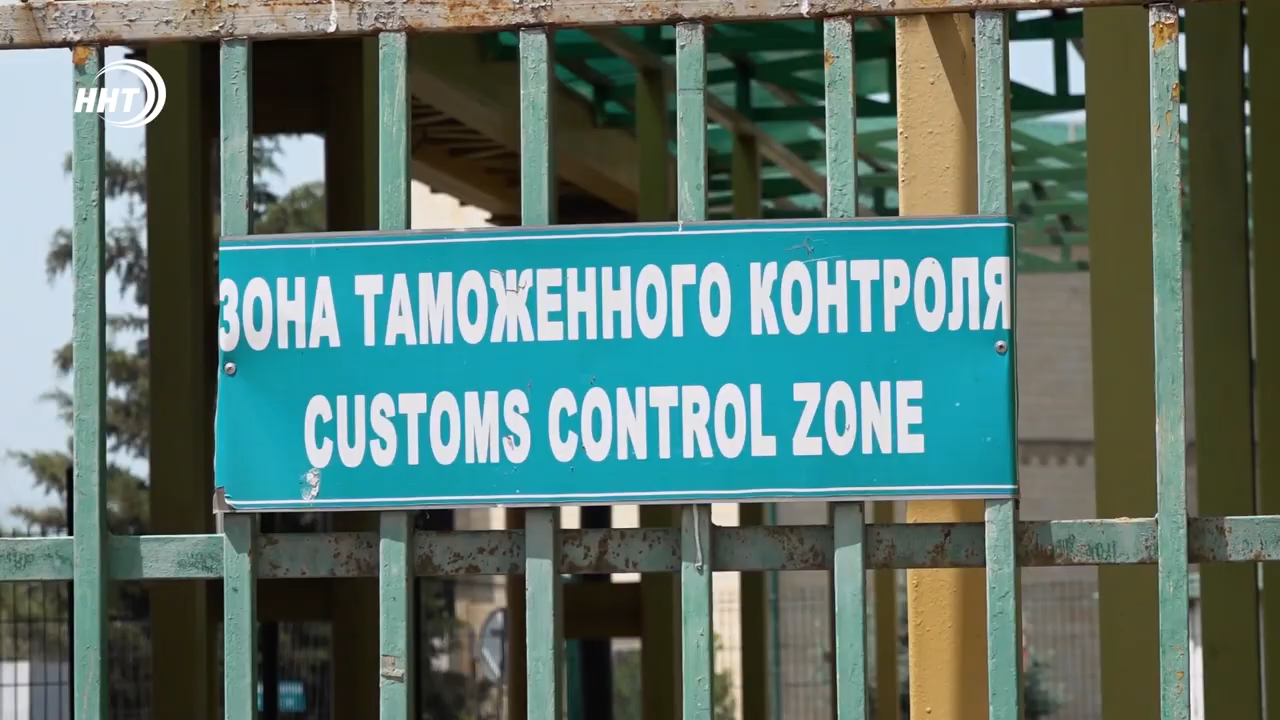 ННТ
ЗОНА ТАМОЖЕННОГО КОНТРОЛЯ
CUSTOMS CONTROL ZONE